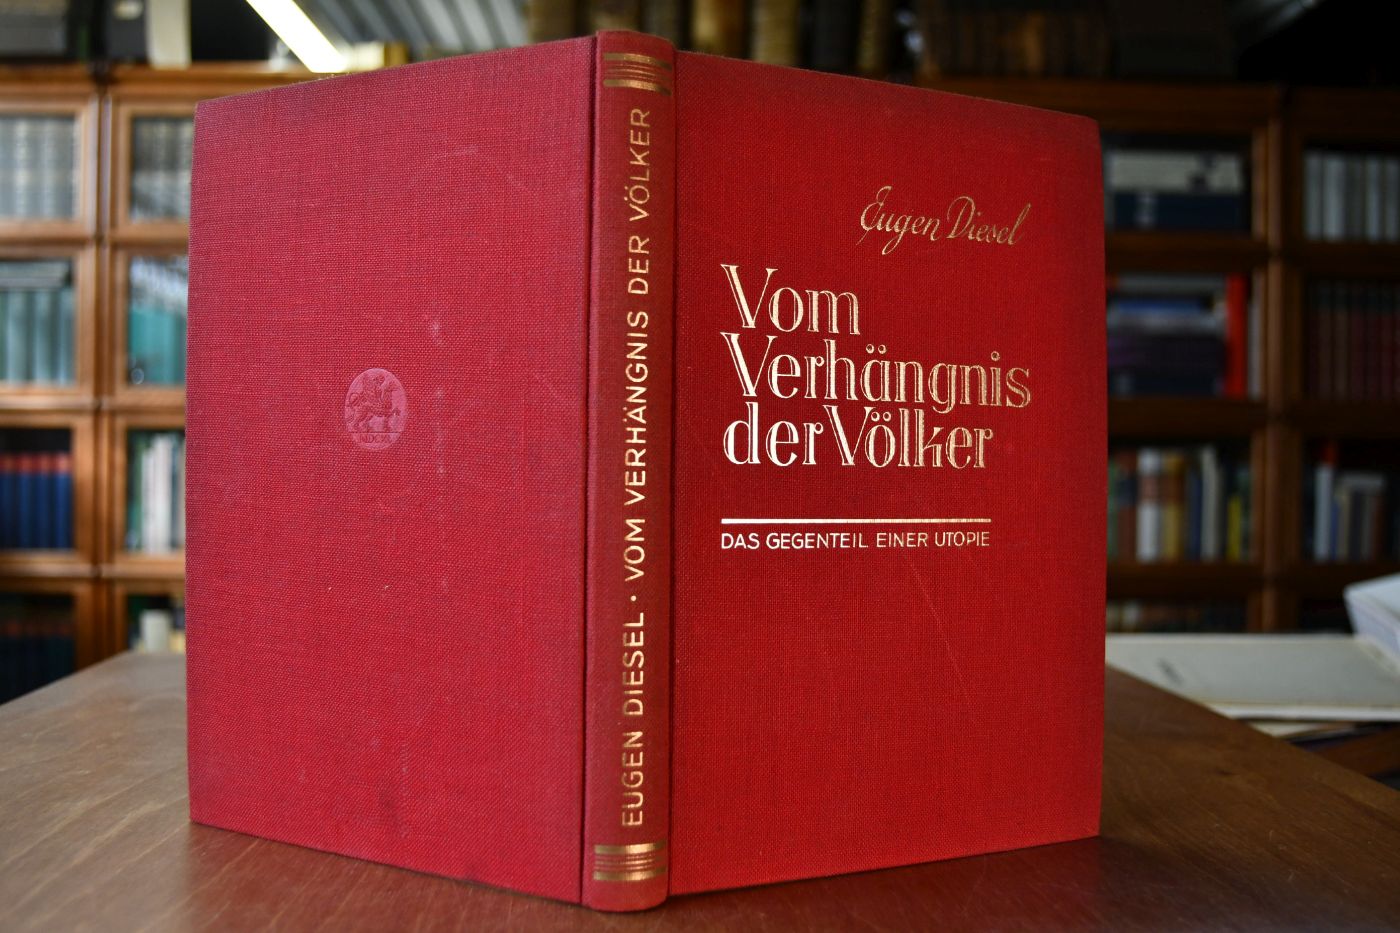 EUGEN DIESEL · VOM VERHÄNGNIS DER VÖLKER
Eugen Diesel
Vom
Verhängnis
der Völker
DAS GEGENTEIL EINER UTOPIE